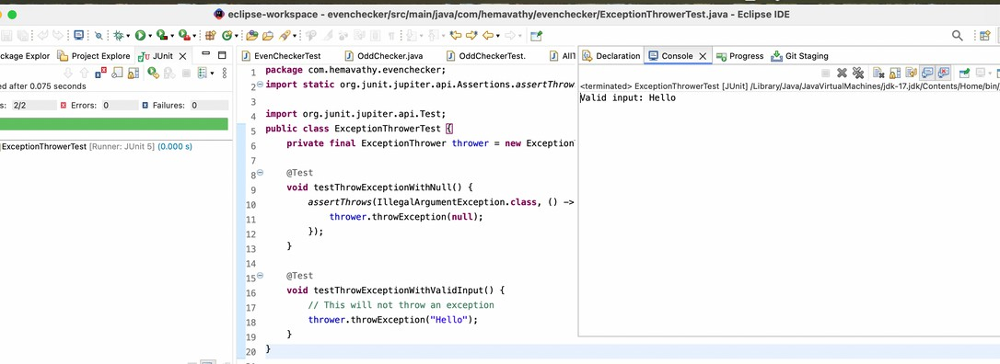 eclipse-workspace - evenchecker/src/main/java/com/hemavathy/evenchecker/ExceptionThrowerTest.java - Eclipse IDE
ckage Explor Project Explore JUnit
ed after 0.075 seconds
s: 2/2 Errors: 0 Failures: 0
ExceptionThrowerTest [Runner: JUnit 5] (0.000 s)
EvenCheckerTest OddChecker.java OddCheckerTest. AllT
1 package com.hemavathy.evenchecker;
2 import static org.junit.jupiter.api.Assertions.assertThrow
3
4 import org.junit.jupiter.api.Test;
5 public class ExceptionThrowerTest {
6 private final ExceptionThrower thrower = new Exception
7
8 @Test
9 void testThrowExceptionWithNull() {
10 assertThrows(IllegalArgumentException.class, () ->
11 thrower.throwException(null);
12 });
13 }
14
15 @Test
16 void testThrowExceptionWithValidInput() {
17 // This will not throw an exception
18 thrower.throwException("Hello");
19 }
20 }
Declaration Console Progress Git Staging
<terminated> ExceptionThrowerTest [JUnit] /Library/Java/JavaVirtualMachines/jdk-17.jdk/Contents/Home/bin/
Valid input: Hello